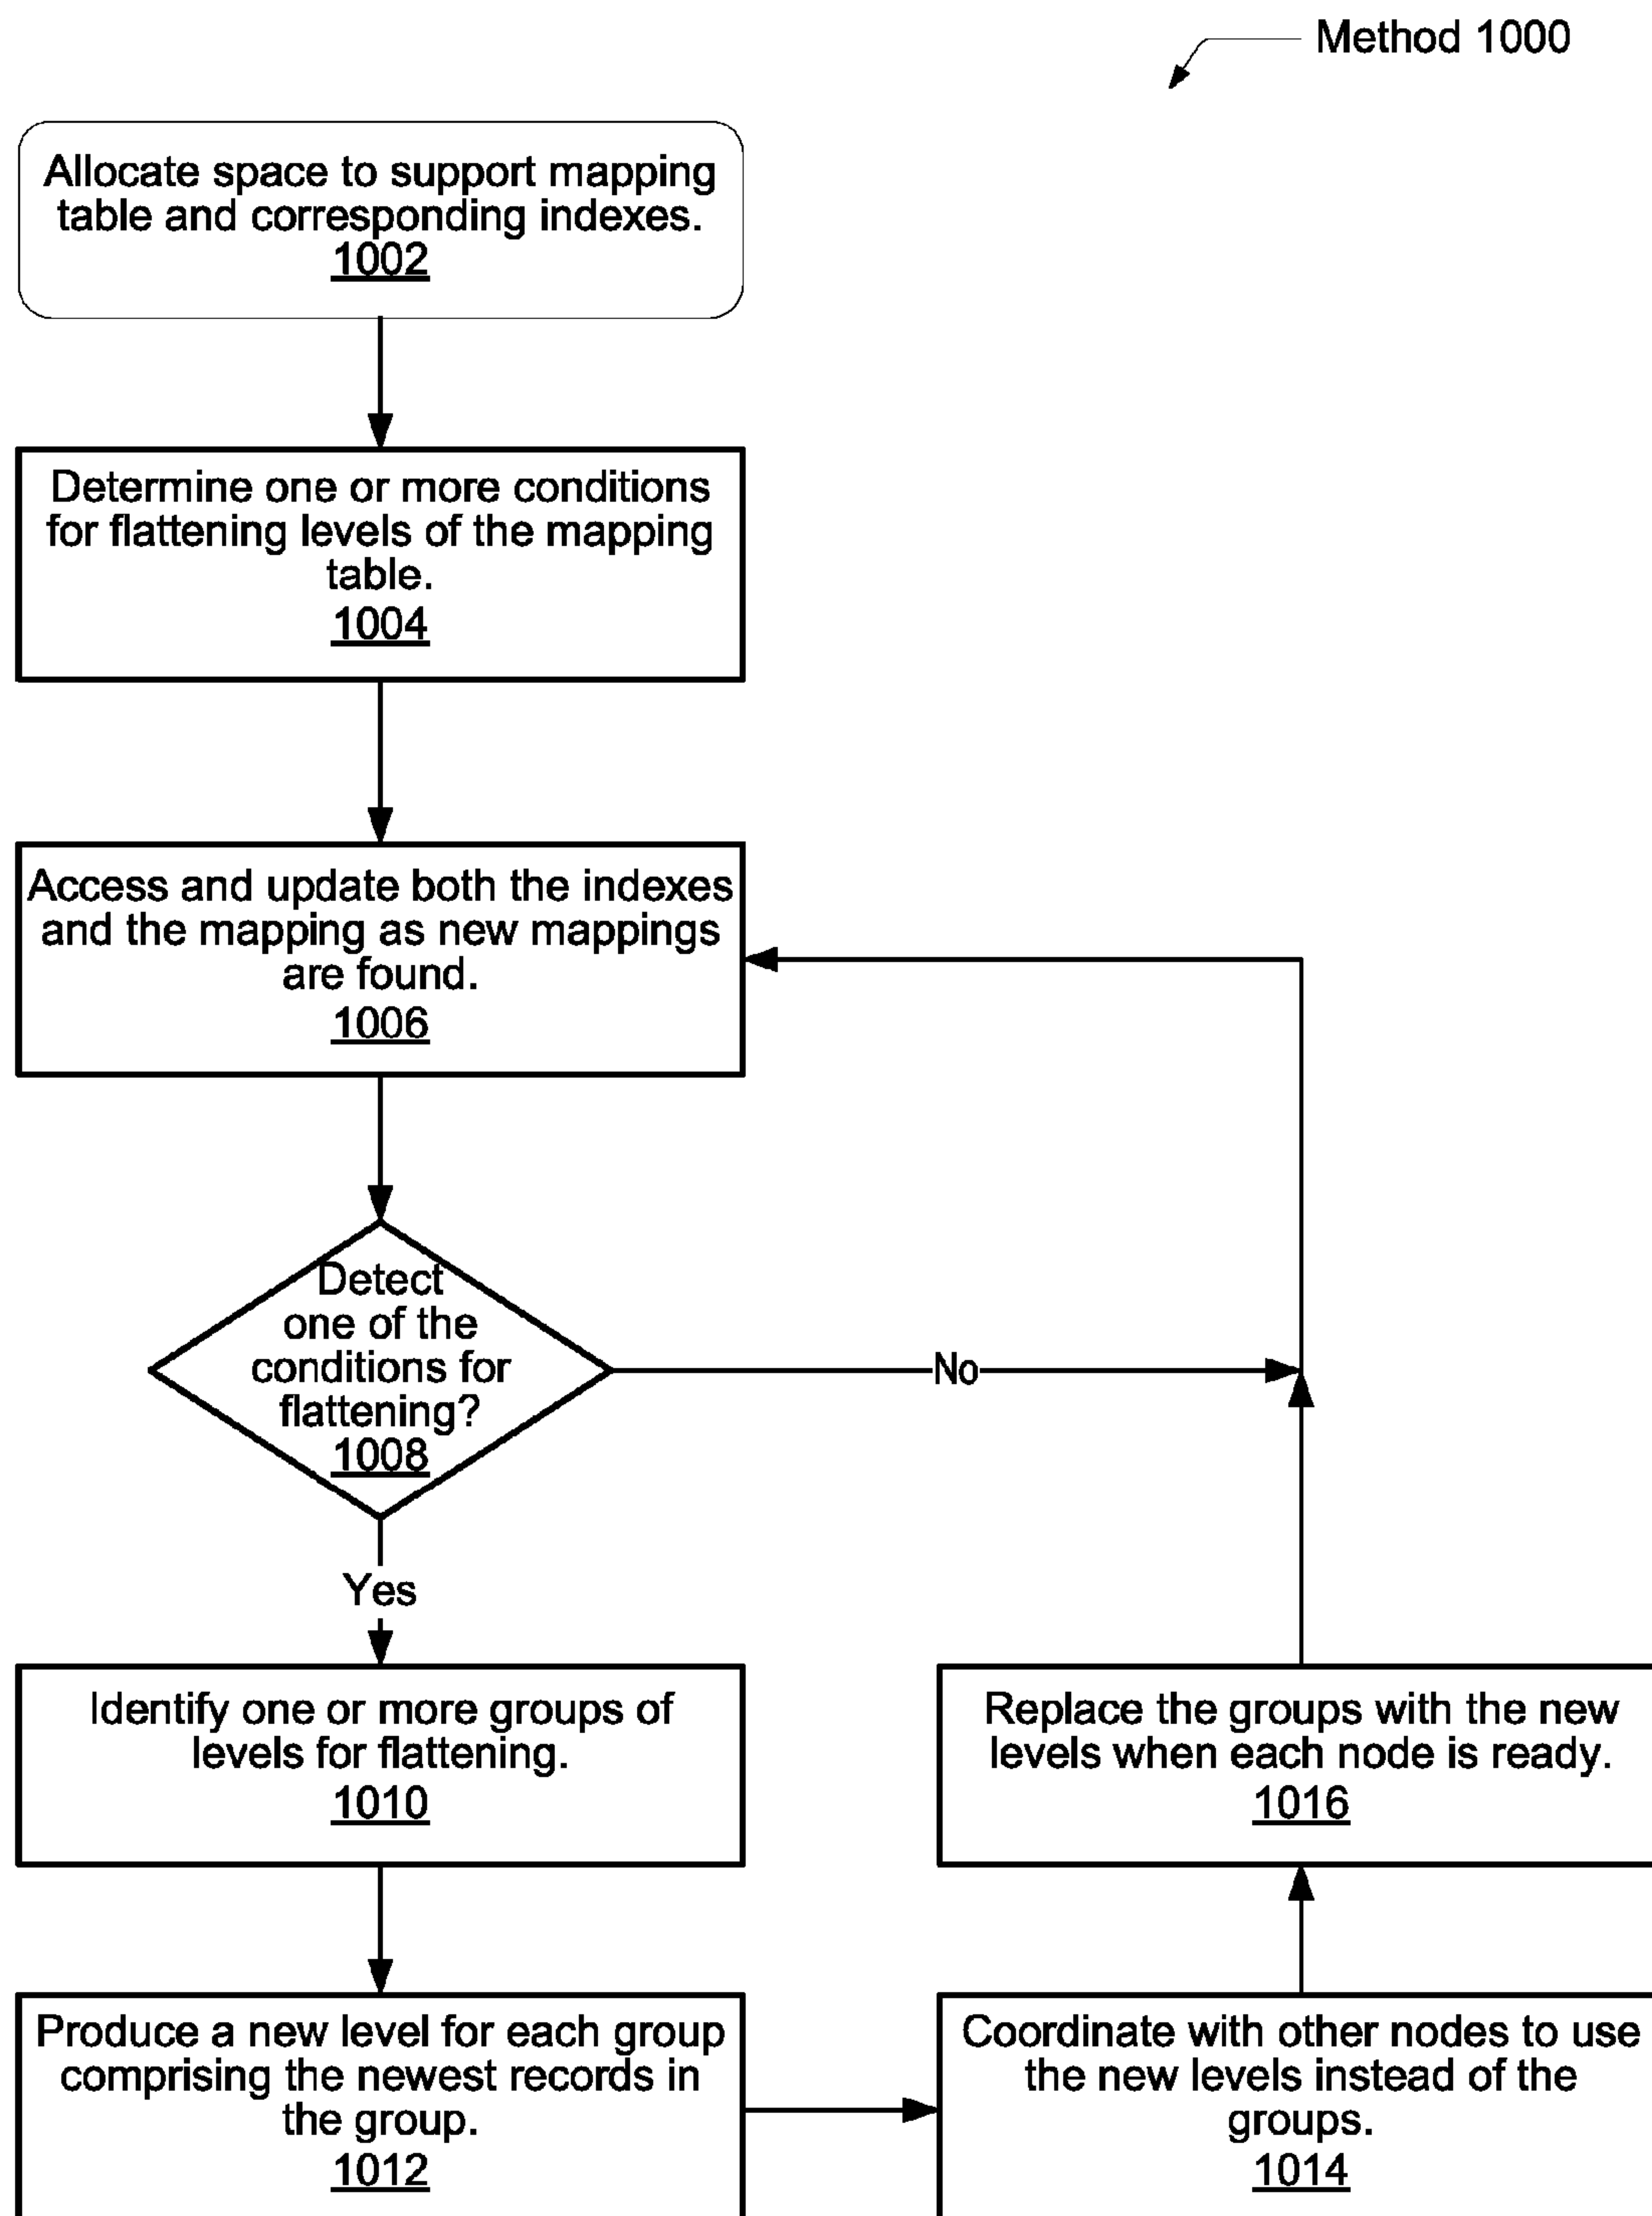 Method 1000
Allocate space to support mapping
table and corresponding indexes.
1002
Determine one or more conditions
for flattening levels of the mapping
table.
1004
Access and update both the indexes
and the mapping as new mappings
are found.
1006
Detect
one of the
conditions for
flattening?
1008
No
Yes
Identify one or more groups of
levels for flattening.
1010
Replace the groups with the new
levels when each node is ready.
1016
Produce a new level for each group
comprising the newest records in
the group.
1012
Coordinate with other nodes to use
the new levels instead of the
groups.
1014